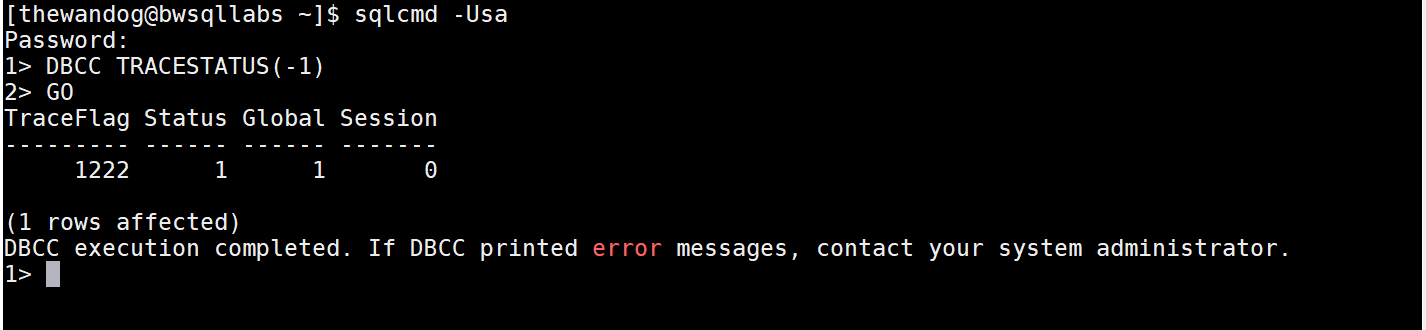 [thewandog@bwsqllabs ~]$ sqlcmd -Usa
Password:
1> DBCC TRACESTATUS(-1)
2> GO
TraceFlag Status Global Session
--------- ------ ------ -------
     1222      1      1       0

(1 rows affected)
DBCC execution completed. If DBCC printed error messages, contact your system administrator.
1>